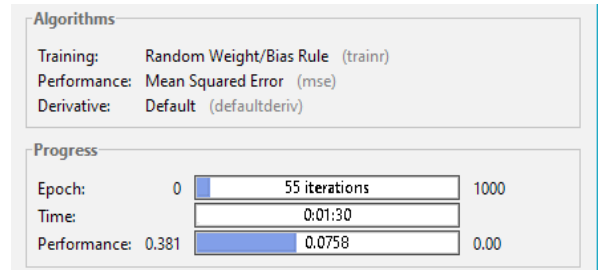 Algorithms
Training: Random Weight/Bias Rule (trainr)
Performance: Mean Squared Error (mse)
Derivative: Default (defaultderiv)
Progress
Epoch: 0 55 iterations 1000
Time: 0:01:30
Performance: 0.381 0.0758 0.00